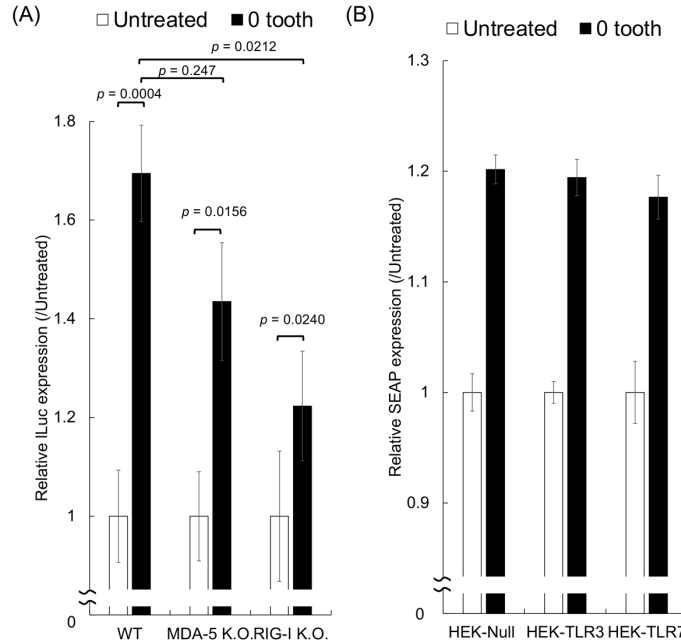 (A)
Untreated 0 tooth
p = 0.0212
p = 0.247
p = 0.0004
p = 0.0156
p = 0.0240
Relative lLuc expression (/Untreated)
1.8
1.6
1.4
1.2
1
0
WT MDA-5 K.O. RIG-I K.O.
(B)
Untreated 0 tooth
Relative SEAP expression (/Untreated)
1.3
1.2
1.1
1
0.9
0
HEK-Null HEK-TLR3 HEK-TLR7